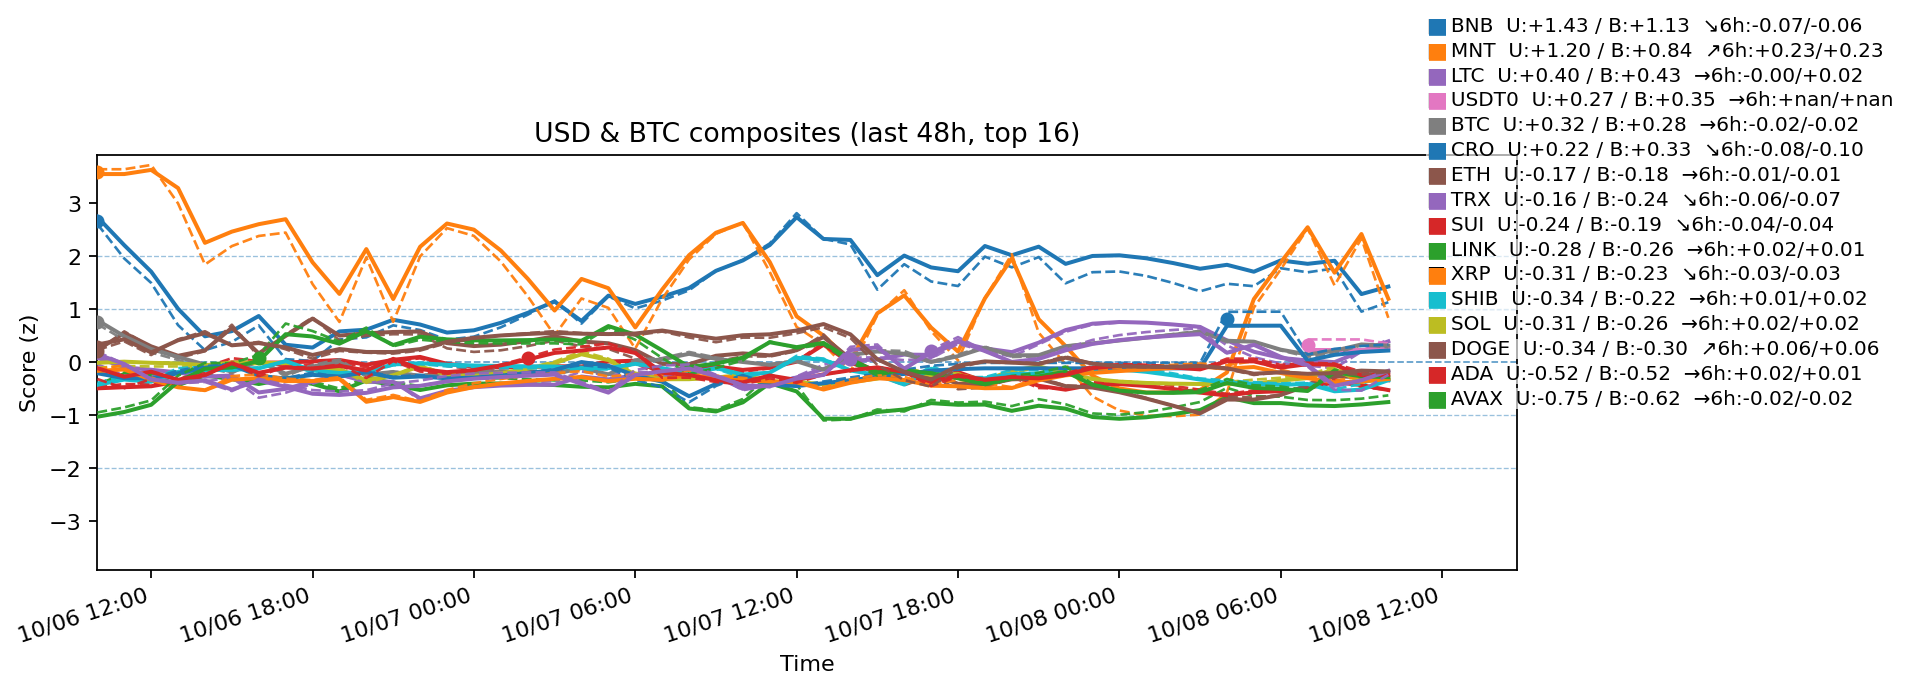 BNB U:+1.43 / B:+1.13 ↘6h:-0.07/-0.06
MNT U:+1.20 / B:+0.84 ↗6h:+0.23/+0.23
LTC U:+0.40 / B:+0.43 →6h:-0.00/+0.02
USDT0 U:+0.27 / B:+0.35 →6h:+nan/+nan
BTC U:+0.32 / B:+0.28 →6h:-0.02/-0.02
CRO U:+0.22 / B:+0.33 ↘6h:-0.08/-0.10
ETH U:-0.17 / B:-0.18 →6h:-0.01/-0.01
TRX U:-0.16 / B:-0.24 ↘6h:-0.06/-0.07
SUI U:-0.24 / B:-0.19 ↘6h:-0.04/-0.04
LINK U:-0.28 / B:-0.26 →6h:+0.02/+0.01
XRP U:-0.31 / B:-0.23 ↘6h:-0.03/-0.03
SHIB U:-0.34 / B:-0.22 →6h:+0.01/+0.02
SOL U:-0.31 / B:-0.26 →6h:+0.02/+0.02
DOGE U:-0.34 / B:-0.30 ↗6h:+0.06/+0.06
ADA U:-0.52 / B:-0.52 →6h:+0.02/+0.01
AVAX U:-0.75 / B:-0.62 →6h:-0.02/-0.02
USD & BTC composites (last 48h, top 16)
Score (z)
3
2
1
0
−1
−2
−3
10/06 12:00
10/06 18:00
10/07 00:00
10/07 06:00
10/07 12:00
10/07 18:00
10/08 00:00
10/08 06:00
10/08 12:00
Time